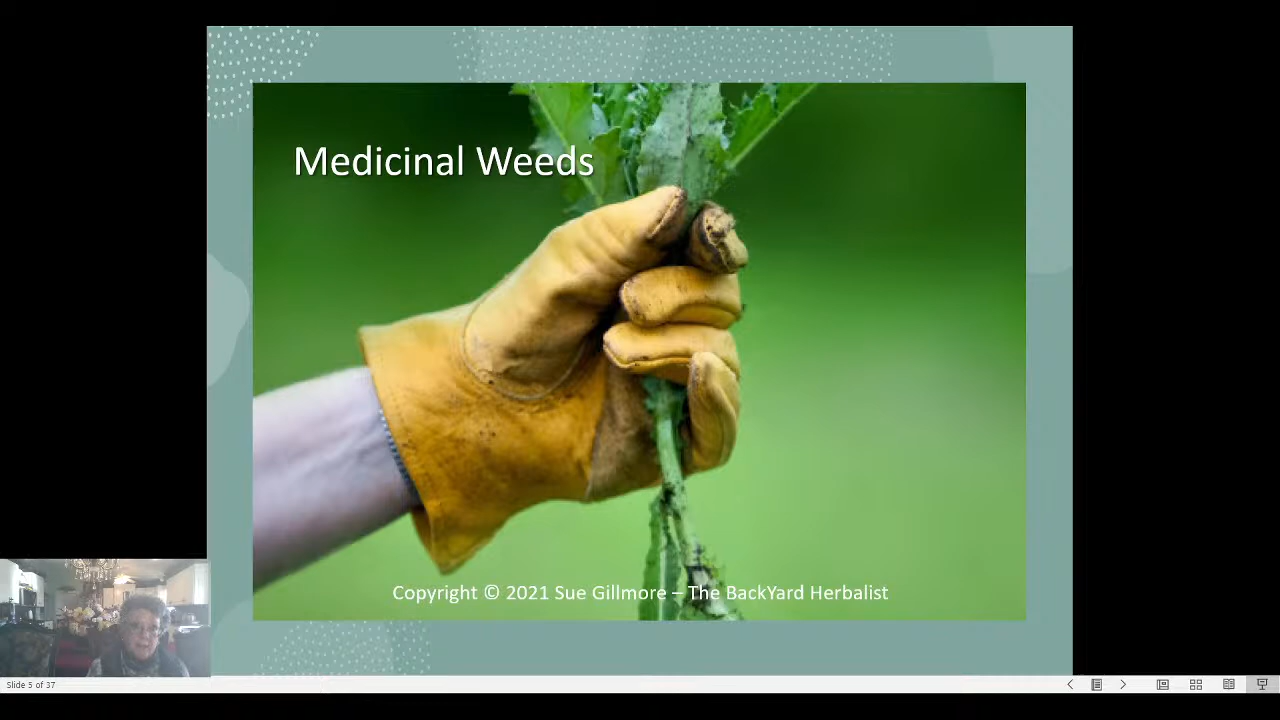 Medicinal Weeds
Copyright © 2021 Sue Gillmore – The BackYard Herbalist
Slide 5 of 37